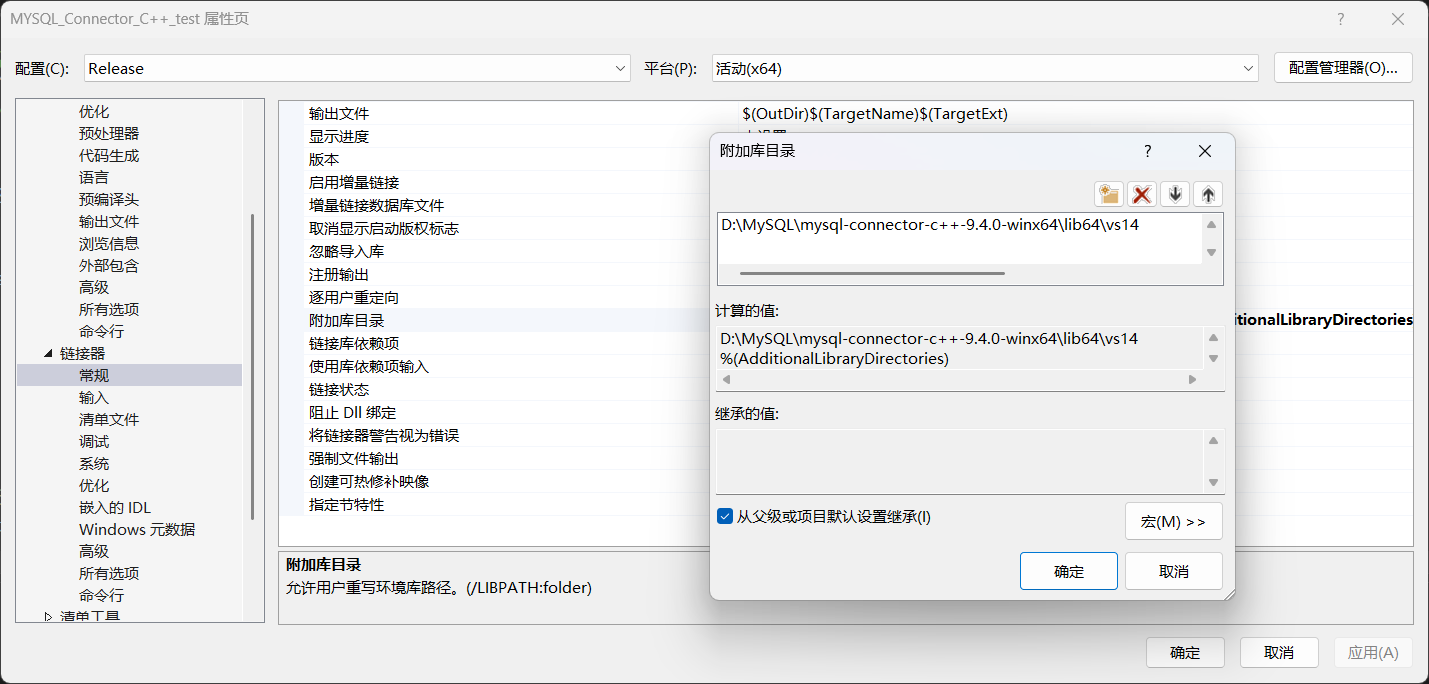 MYSQL_Connector_C++_test 属性页
配置(C):
Release
平台(P):
活动(x64)
配置管理器(O)...
优化
预处理器
代码生成
语言
预编译头
输出文件
浏览信息
外部包含
高级
所有选项
命令行
链接器
常规
输入
清单文件
调试
系统
优化
嵌入的 IDL
Windows 元数据
高级
所有选项
命令行
清单工具
输出文件 $(OutDir)$(TargetName)$(TargetExt)
显示进度
版本
启用增量链接
增量链接数据库文件
取消显示启动版权标志
忽略导入库
注册输出
逐用户重定向
附加库目录 itionalLibraryDirectories
链接库依赖项
使用库依赖项输入
链接状态
阻止 Dll 绑定
将链接器警告视为错误
强制文件输出
创建可热修补映像
指定节特性
附加库目录
允许用户重写环境库路径。(/LIBPATH:folder)
附加库目录
D:\MySQL\mysql-connector-c++-9.4.0-winx64\lib64\vs14
计算的值:
D:\MySQL\mysql-connector-c++-9.4.0-winx64\lib64\vs14
%(AdditionalLibraryDirectories)
继承的值:
从父级或项目默认设置继承(I)
宏(M) >>
确定
取消
确定
取消
应用(A)